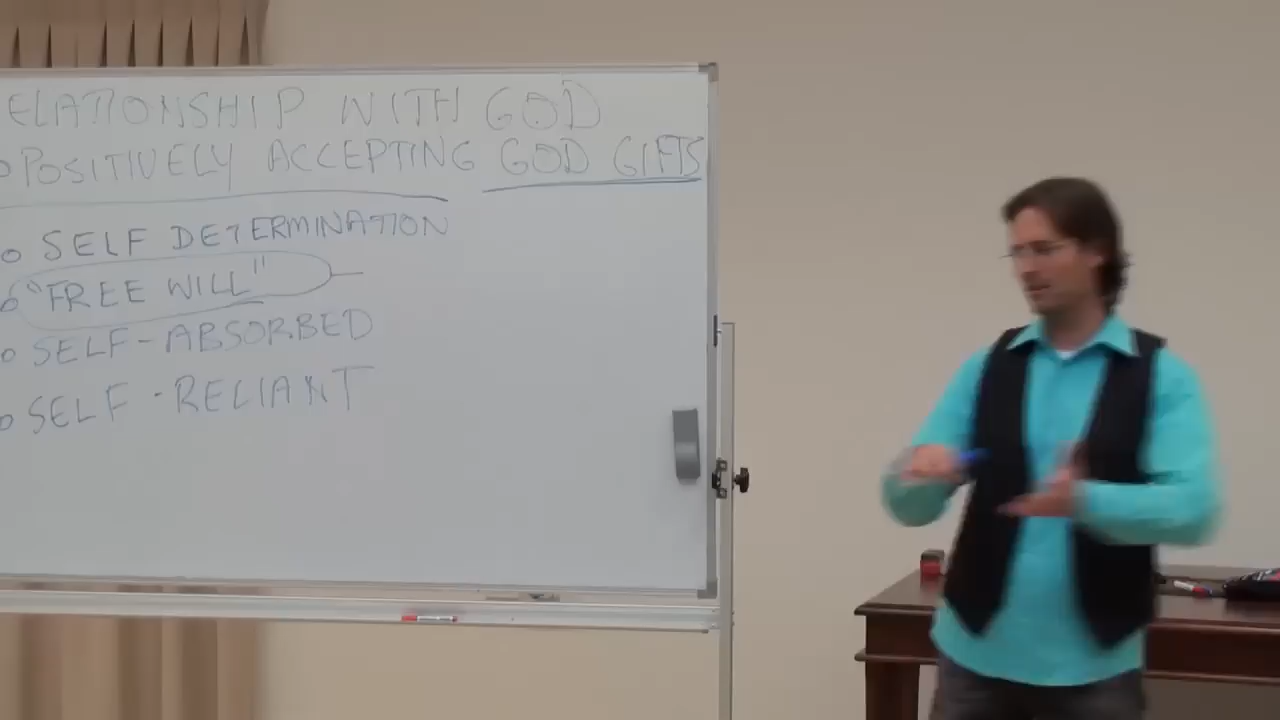 ELATIONSHIP WITH GOD
o POSITIVELY ACCEPTING GOD GIFTS
o SELF DETERMINATION
o "FREE WILL"
o SELF-ABSORBED
o SELF-RELIANT